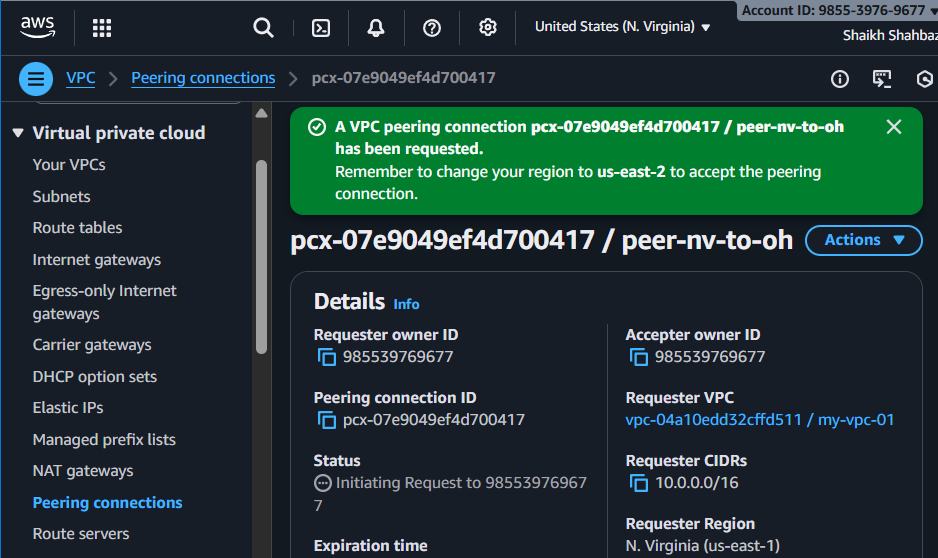 aws
United States (N. Virginia)
Account ID: 9855-3976-9677
Shaikh Shahbaz
VPC
Peering connections
pcx-07e9049ef4d700417
Virtual private cloud
Your VPCs
Subnets
Route tables
Internet gateways
Egress-only Internet
gateways
Carrier gateways
DHCP option sets
Elastic IPs
Managed prefix lists
NAT gateways
Peering connections
Route servers
A VPC peering connection pcx-07e9049ef4d700417 / peer-nv-to-oh
has been requested.
Remember to change your region to us-east-2 to accept the peering
connection.
pcx-07e9049ef4d700417 / peer-nv-to-oh
Actions
Details Info
Requester owner ID
985539769677
Peering connection ID
pcx-07e9049ef4d700417
Status
Initiating Request to 98553976967
7
Expiration time
Accepter owner ID
985539769677
Requester VPC
vpc-04a10edd32cffd511 / my-vpc-01
Requester CIDRs
10.0.0.0/16
Requester Region
N. Virginia (us-east-1)